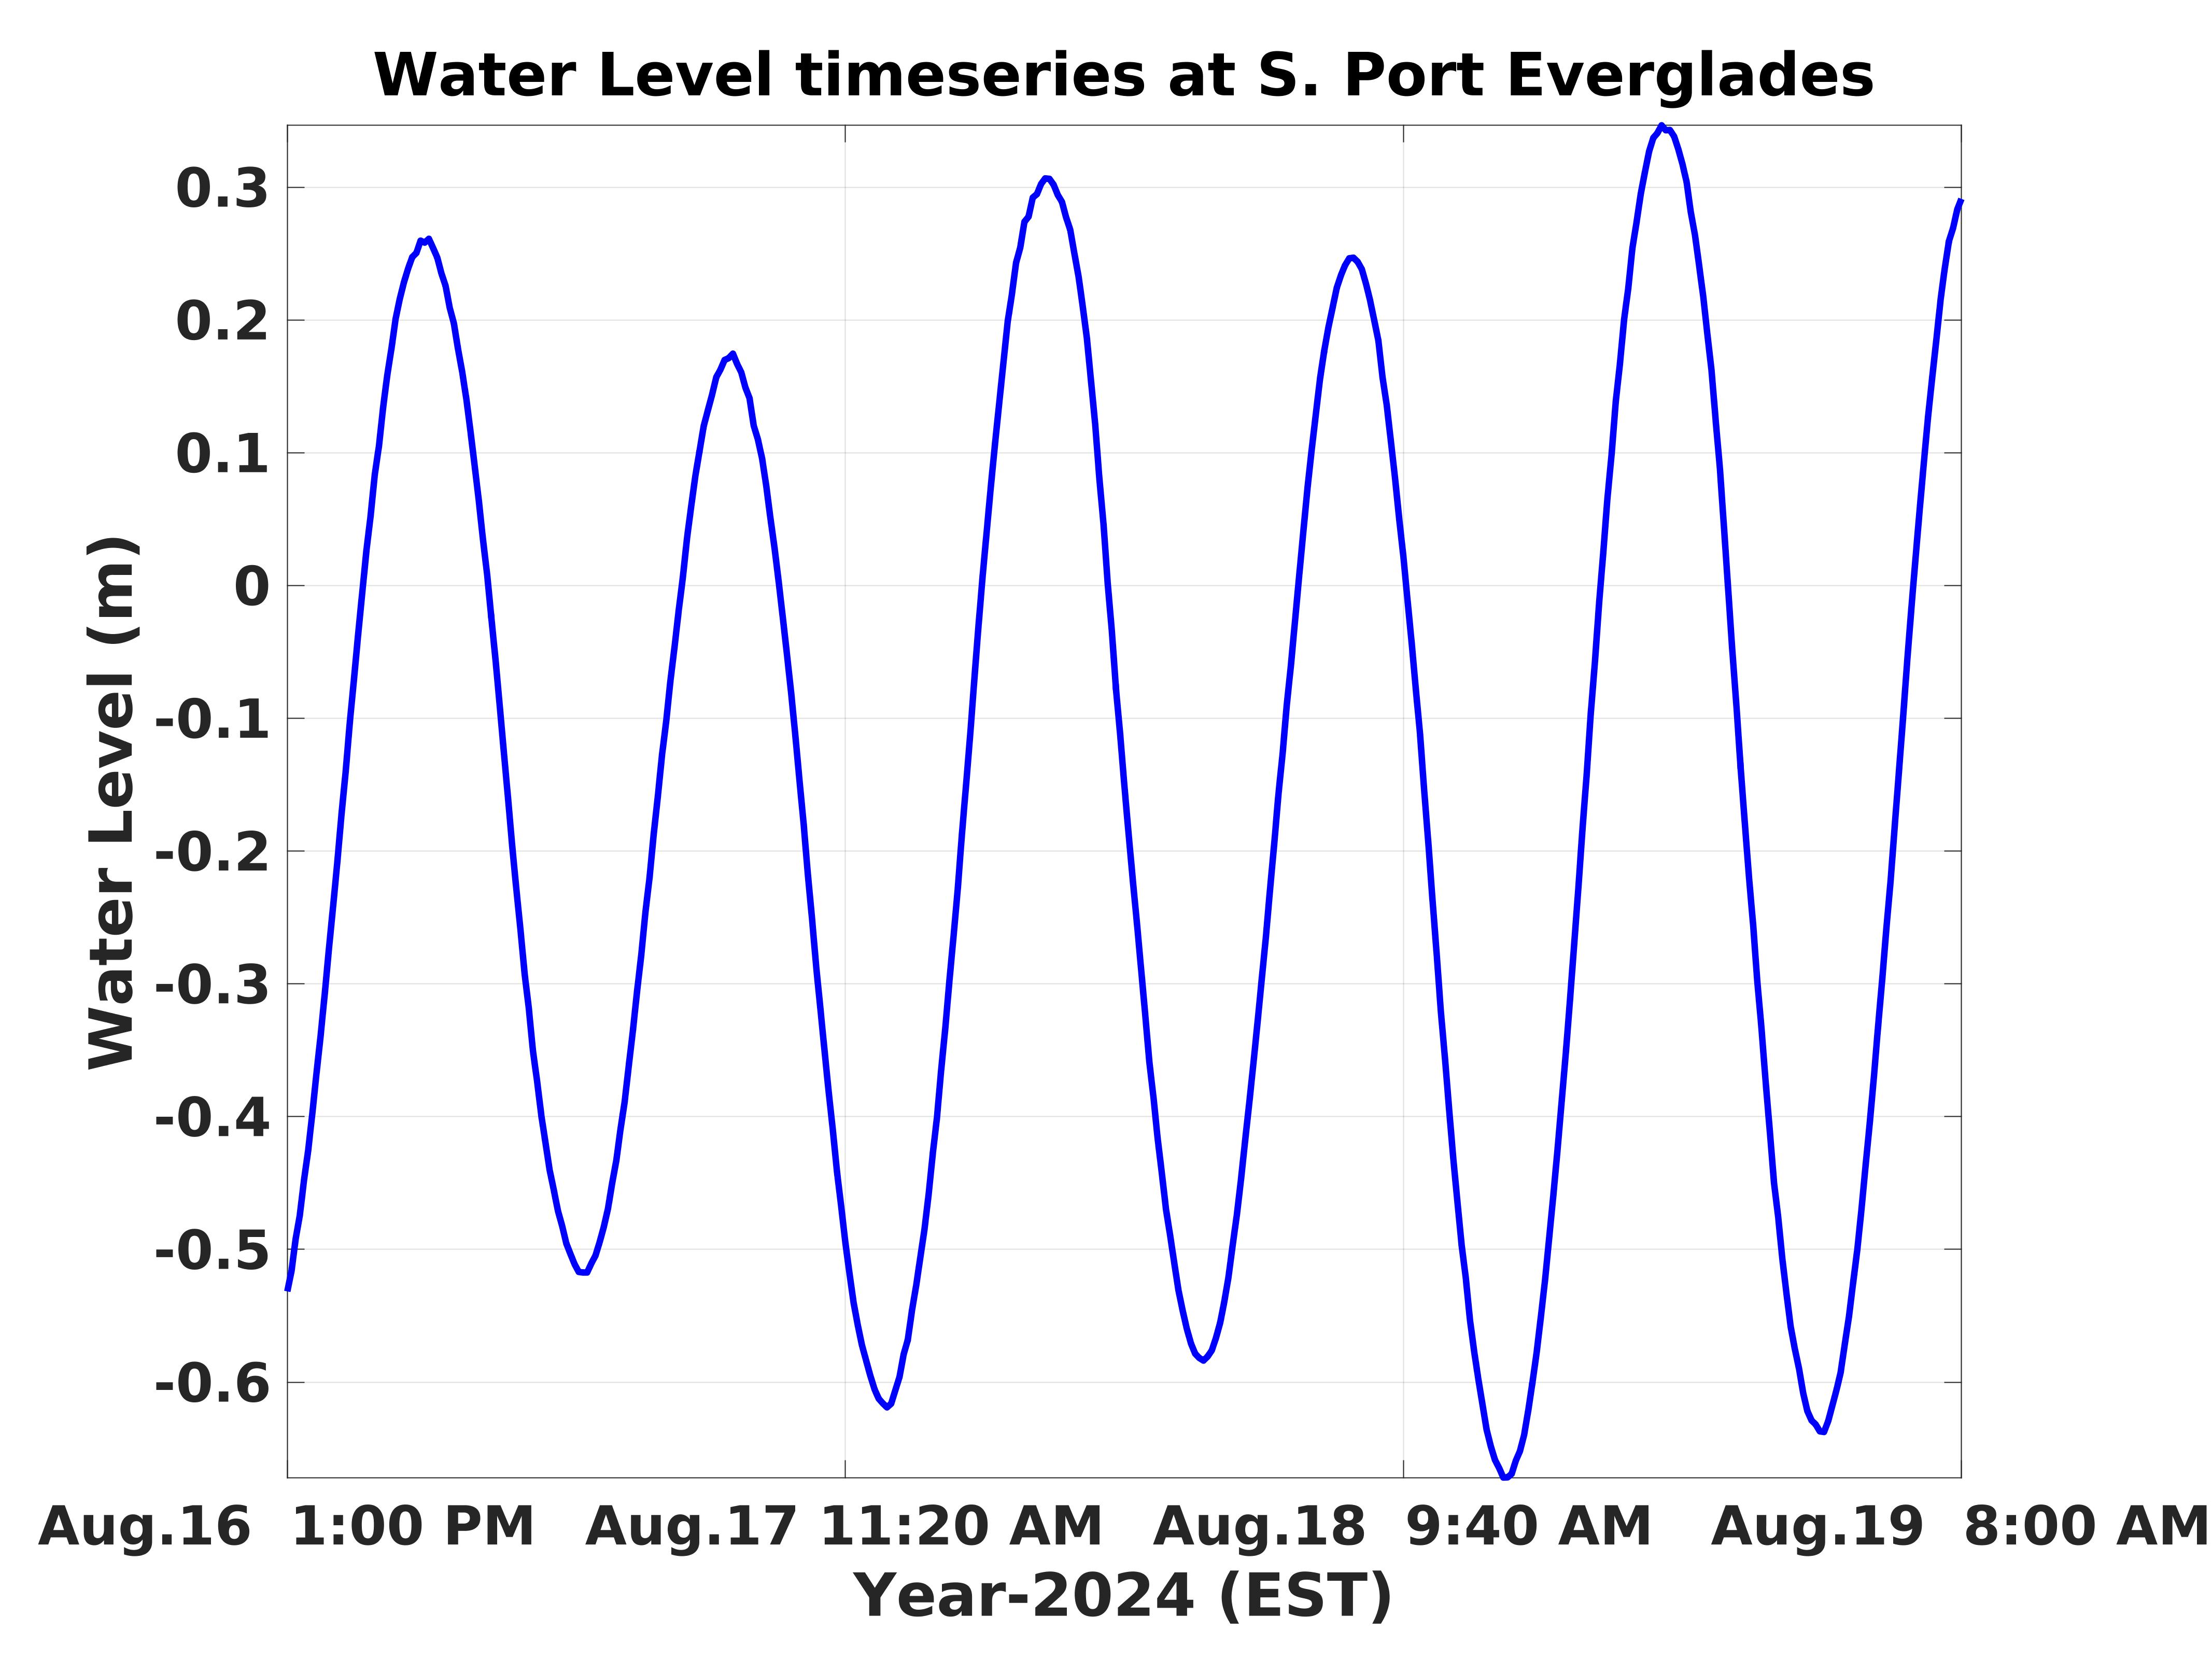 Water Level timeseries at S. Port Everglades
0.3
0.2
0.1
0
-0.1
-0.2
-0.3
-0.4
-0.5
-0.6
Water Level (m)
Aug.16 1:00 PM Aug.17 11:20 AM Aug.18 9:40 AM Aug.19 8:00 AM
Year-2024 (EST)